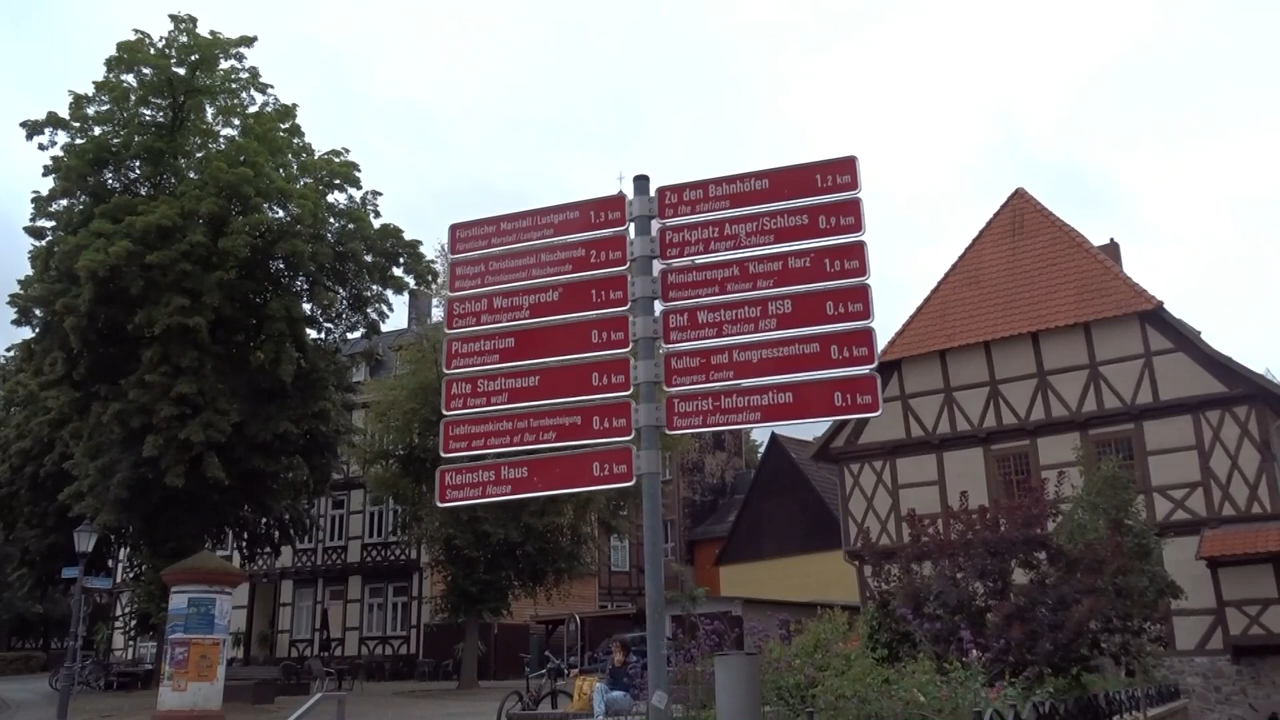 Fürstlicher Marstall/Lustgarten 1,3 km
Fürstlicher Marstall/Lustgarten
Wildpark Christianental/Nöschenrode 2,0 km
Wildpark Christianental/Nöschenrode
Schloß Wernigerode® 1,1 km
Castle Wernigerode
Planetarium 0,9 km
planetarium
Alte Stadtmauer 0,6 km
old town wall
Liebfrauenkirche/mit Turmbesteigung 0,4 km
Tower and church of Our Lady
Kleinstes Haus 0,2 km
Smallest House
Zu den Bahnhöfen 1,2 km
to the stations
Parkplatz Anger/Schloss 0,9 km
car park Anger/Schloss
Miniaturenpark "Kleiner Harz" 1,0 km
Miniaturepark "Kleiner Harz"
Bhf. Westerntor HSB 0,4 km
Westerntor Station HSB
Kultur- und Kongresszentrum 0,4 km
Congress Centre
Tourist-Information 0,1 km
Tourist information